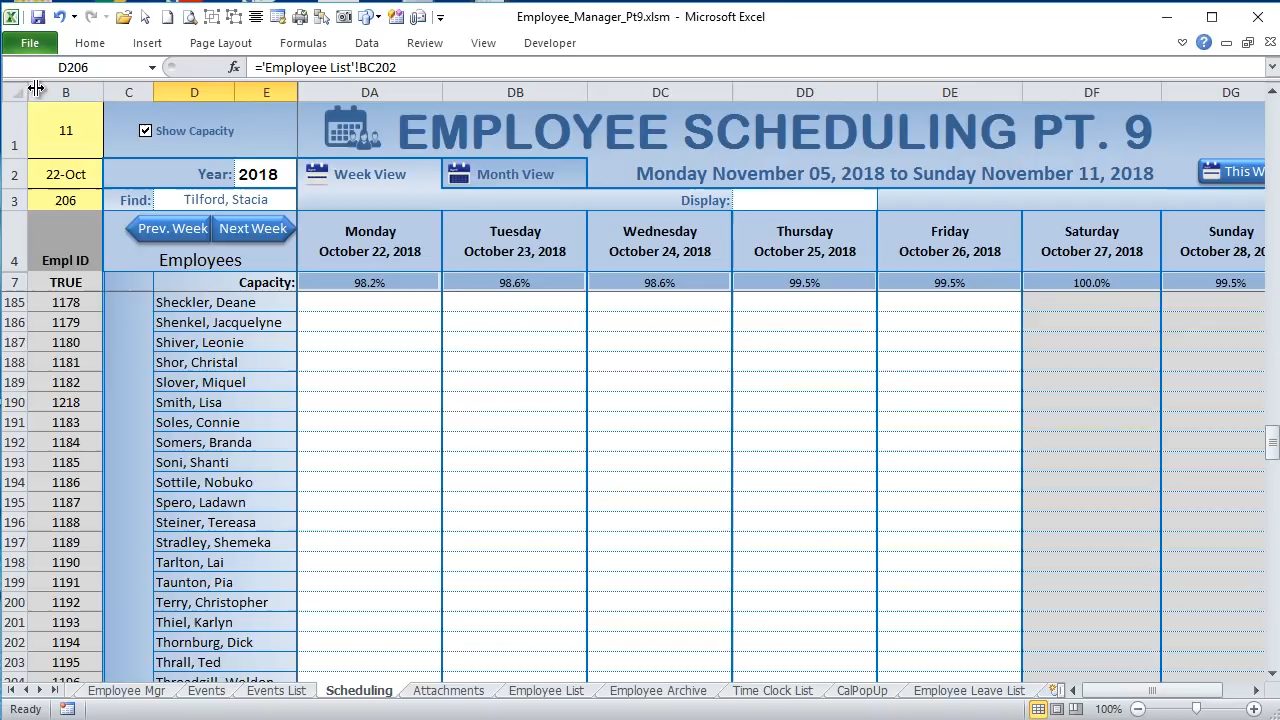 Employee_Manager_Pt9.xlsm - Microsoft Excel
File Home Insert Page Layout Formulas Data Review View Developer
D206 fx ='Employee List'!BC202
B C D E DA DB DC DD DE DF DG
1 11 Show Capacity EMPLOYEE SCHEDULING PT. 9
2 22-Oct Year: 2018 Week View Month View Monday November 05, 2018 to Sunday November 11, 2018 This W
3 206 Find: Tilford, Stacia Display:
Prev. Week Next Week Monday Tuesday Wednesday Thursday Friday Saturday Sunday
October 22, 2018 October 23, 2018 October 24, 2018 October 25, 2018 October 26, 2018 October 27, 2018 October 28, 20
4 Empl ID Employees
7 TRUE Capacity: 98.2% 98.6% 98.6% 99.5% 99.5% 100.0% 99.5%
185 1178 Sheckler, Deane
186 1179 Shenkel, Jacquelyne
187 1180 Shiver, Leonie
188 1181 Shor, Christal
189 1182 Slover, Miquel
190 1218 Smith, Lisa
191 1183 Soles, Connie
192 1184 Somers, Branda
193 1185 Soni, Shanti
194 1186 Sottile, Nobuko
195 1187 Spero, Ladawn
196 1188 Steiner, Tereasa
197 1189 Stradley, Shemeka
198 1190 Tarlton, Lai
199 1191 Taunton, Pia
200 1192 Terry, Christopher
201 1193 Thiel, Karlyn
202 1194 Thornburg, Dick
203 1195 Thrall, Ted
Employee Mgr Events Events List Scheduling Attachments Employee List Employee Archive Time Clock List CalPopUp Employee Leave List
Ready 100%